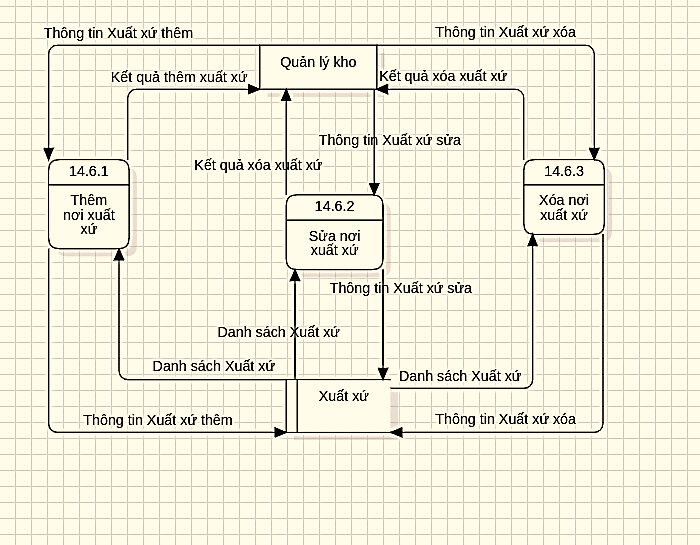 Thông tin Xuất xứ thêm
Thông tin Xuất xứ xóa
Quản lý kho
Kết quả thêm xuất xứ
Kết quả xóa xuất xứ
Thông tin Xuất xứ sửa
Kết quả xóa xuất xứ
14.6.1
Thêm
nơi xuất
xứ
14.6.3
Xóa nơi
xuất xứ
14.6.2
Sửa nơi
xuất xứ
Thông tin Xuất xứ sửa
Danh sách Xuất xứ
Danh sách Xuất xứ
Danh sách Xuất xứ
Xuất xứ
Thông tin Xuất xứ thêm
Thông tin Xuất xứ xóa